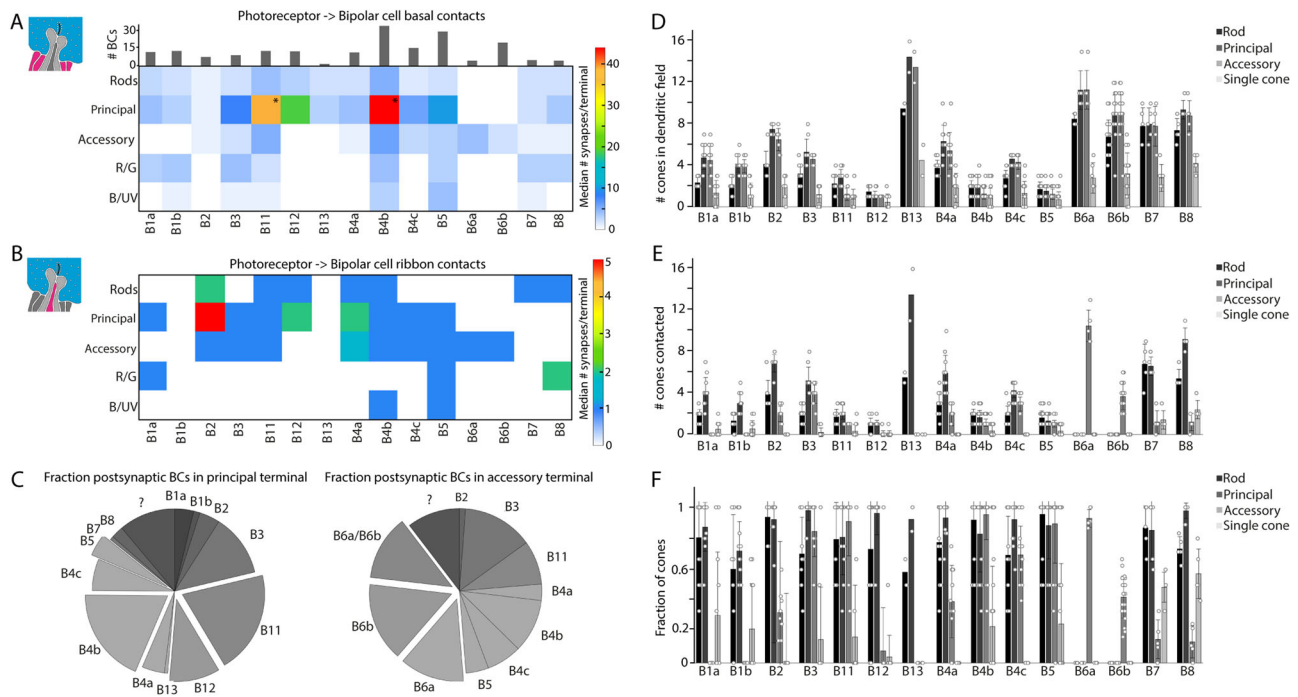 A
Photoreceptor -> Bipolar cell basal contacts
# BCs
30
15
0
Rods
Principal
Accessory
R/G
B/UV
* *
B1a B1b B2 B3 B11 B12 B13 B4a B4b B4c B5 B6a B6b B7 B8
Median # synapses/terminal
40
30
20
10
0
B
Photoreceptor -> Bipolar cell ribbon contacts
Rods
Principal
Accessory
R/G
B/UV
B1a B1b B2 B3 B11 B12 B13 B4a B4b B4c B5 B6a B6b B7 B8
Median # synapses/terminal
5
4
3
2
1
0
C
Fraction postsynaptic BCs in principal terminal
? B1a B1b B2 B3 B11 B12 B13 B4a B4b B4c B5 B7 B8
Fraction postsynaptic BCs in accessory terminal
? B2 B3 B11 B4a B4b B4c B5 B6a B6b B6a/B6b
D
# cones in dendritic field
16
12
8
4
0
Rod
Principal
Accessory
Single cone
B1a B1b B2 B3 B11 B12 B13 B4a B4b B4c B5 B6a B6b B7 B8
E
# cones contacted
16
12
8
4
0
Rod
Principal
Accessory
Single cone
B1a B1b B2 B3 B11 B12 B13 B4a B4b B4c B5 B6a B6b B7 B8
F
Fraction of cones
1
0.6
0.2
0
Rod
Principal
Accessory
Single cone
B1a B1b B2 B3 B11 B12 B13 B4a B4b B4c B5 B6a B6b B7 B8